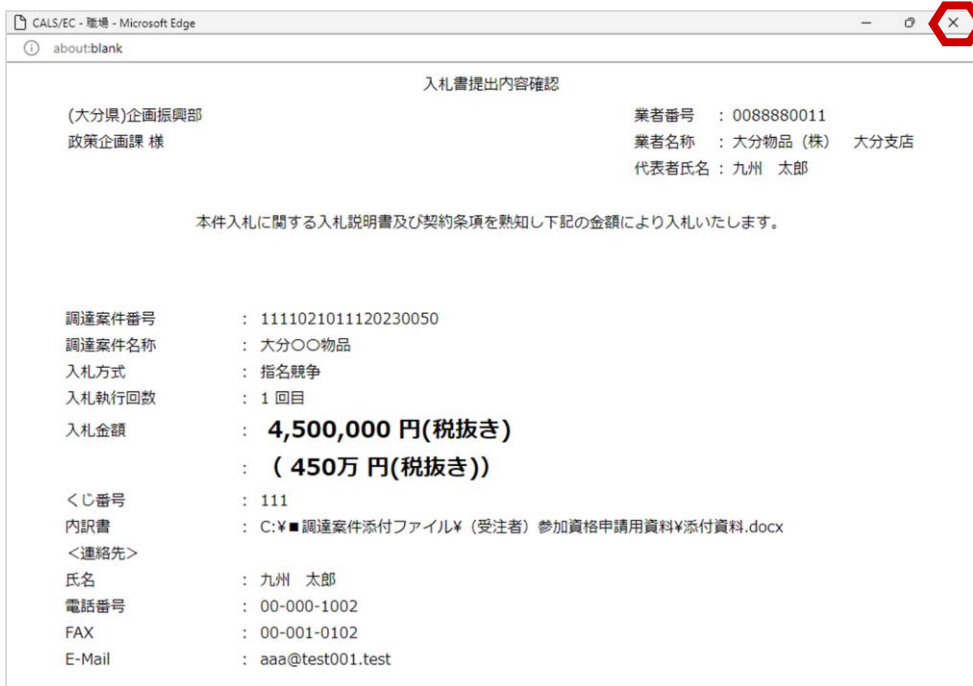 CALS/EC - 職場 - Microsoft Edge
about:blank
入札書提出内容確認
(大分県)企画振興部
政策企画課 様
業者番号 : 0088880011
業者名称 : 大分物品（株） 大分支店
代表者氏名 : 九州 太郎
本件入札に関する入札説明書及び契約条項を熟知し下記の金額により入札いたします。
調達案件番号 : 1111021011120230050
調達案件名称 : 大分〇〇物品
入札方式 : 指名競争
入札執行回数 : 1 回目
入札金額 : 4,500,000 円(税抜き)
: （ 450万 円(税抜き)）
くじ番号 : 111
内訳書 : C:¥■調達案件添付ファイル¥（受注者）参加資格申請用資料¥添付資料.docx
＜連絡先＞
氏名 : 九州 太郎
電話番号 : 00-000-1002
FAX : 00-001-0102
E-Mail : aaa@test001.test